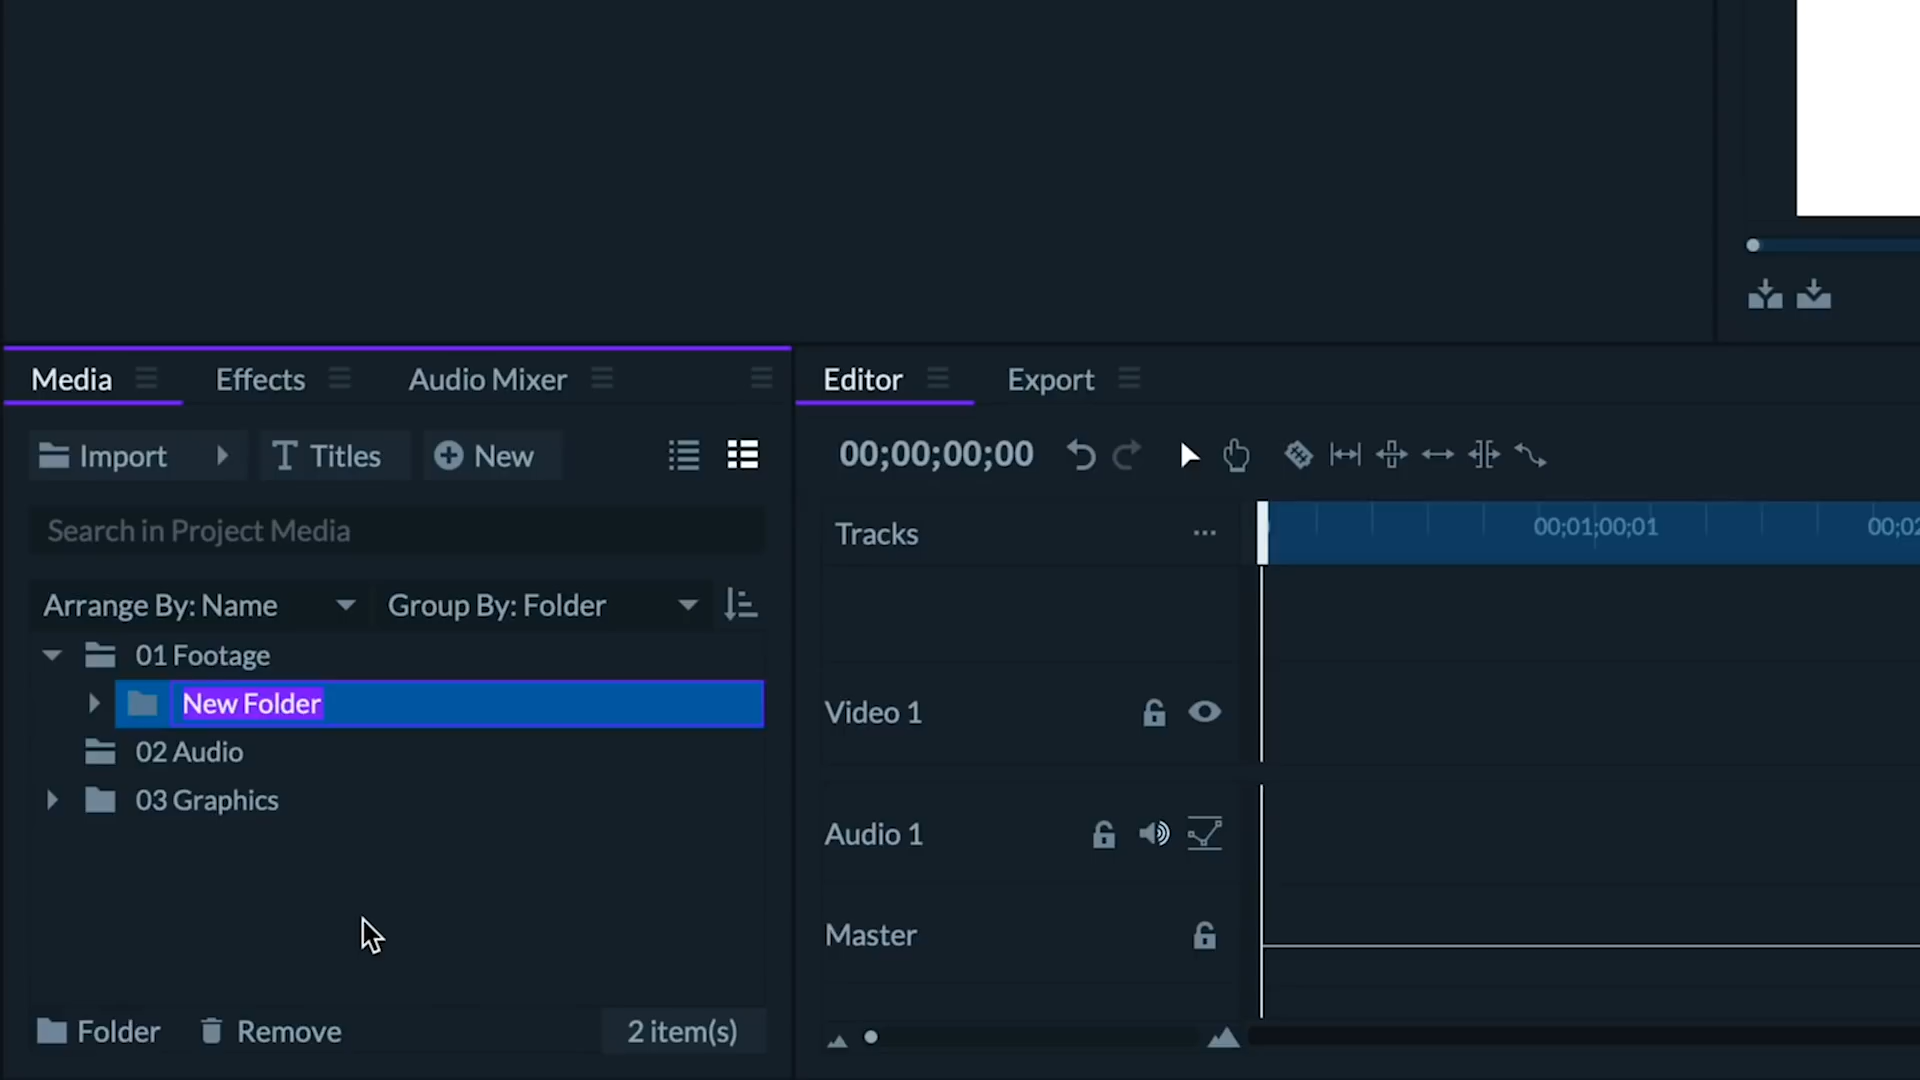 Media Effects Audio Mixer
Editor Export
Import Titles New
00;00;00;00
Search in Project Media
Tracks
00;01;00;01 00;02
Arrange By: Name Group By: Folder
01 Footage
New Folder
02 Audio
03 Graphics
Video 1
Audio 1
Master
Folder Remove 2 item(s)